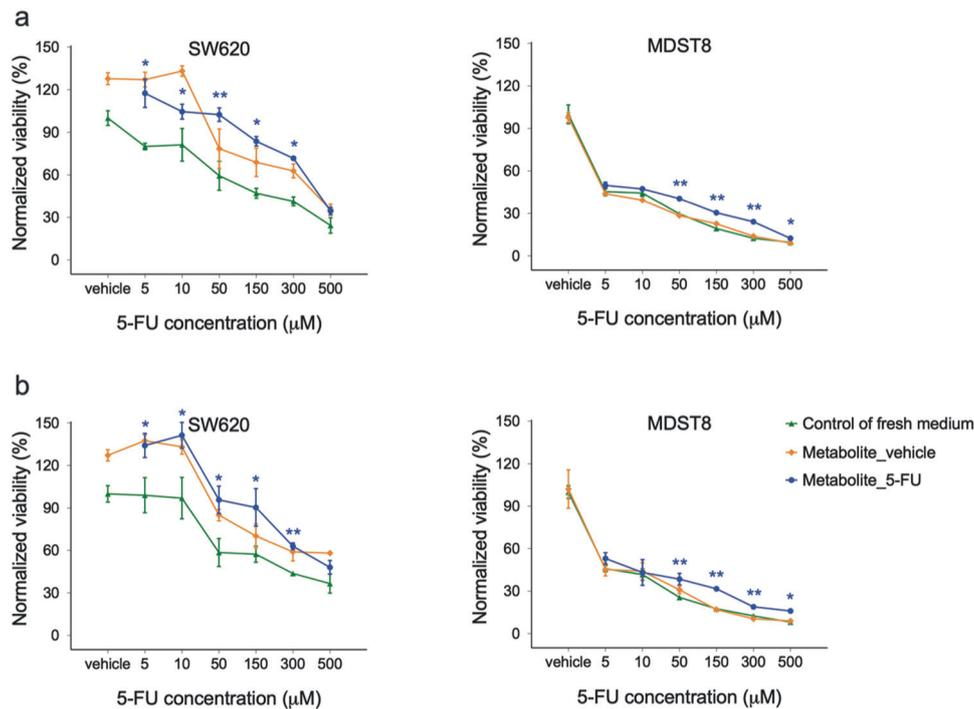 a
SW620
MDST8
Normalized viability (%)
150
120
90
60
30
0
*
*
**
*
*
vehicle 5 10 50 150 300 500
5-FU concentration (μM)
Normalized viability (%)
150
120
90
60
30
0
**
**
**
*
vehicle 5 10 50 150 300 500
5-FU concentration (μM)
b
SW620
MDST8
Normalized viability (%)
150
120
90
60
30
0
*
*
*
*
**
vehicle 5 10 50 150 300 500
5-FU concentration (μM)
Normalized viability (%)
150
120
90
60
30
0
**
**
**
*
vehicle 5 10 50 150 300 500
5-FU concentration (μM)
Control of fresh medium
Metabolite_vehicle
Metabolite_5-FU